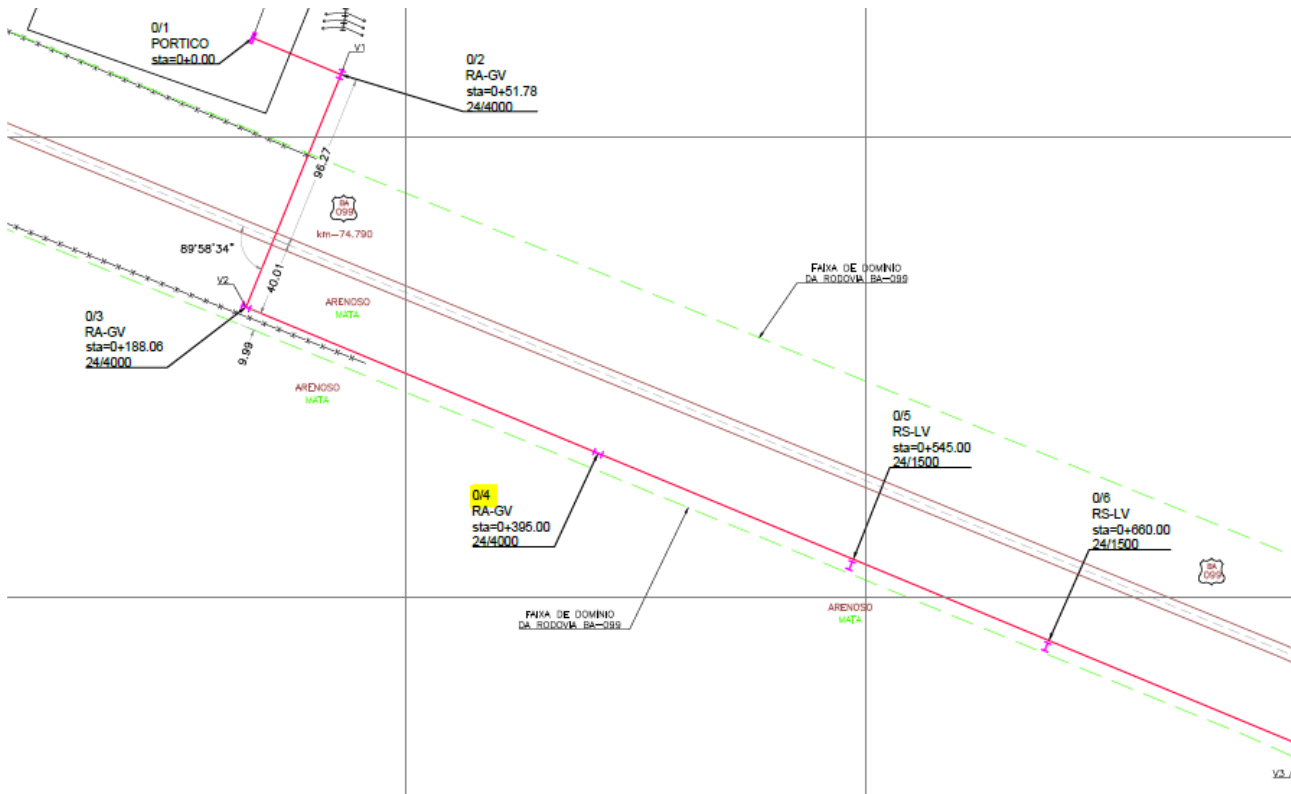 0/1
PORTICO
sta=0+0.00
V1
0/2
RA-GV
sta=0+51.78
24/4000
96.27
BA
099
km-74.790
89°58'34"
40.01
V2
ARENOSO
MATA
0/3
RA-GV
sta=0+188.06
24/4000
9.99
ARENOSO
MATA
FAIXA DE DOMINIO
DA RODOVIA BA-099
0/4
RA-GV
sta=0+395.00
24/4000
0/5
RS-LV
sta=0+545.00
24/1500
0/6
RS-LV
sta=0+660.00
24/1500
BA
099
FAIXA DE DOMINIO
DA RODOVIA BA-099
ARENOSO
MATA
V3